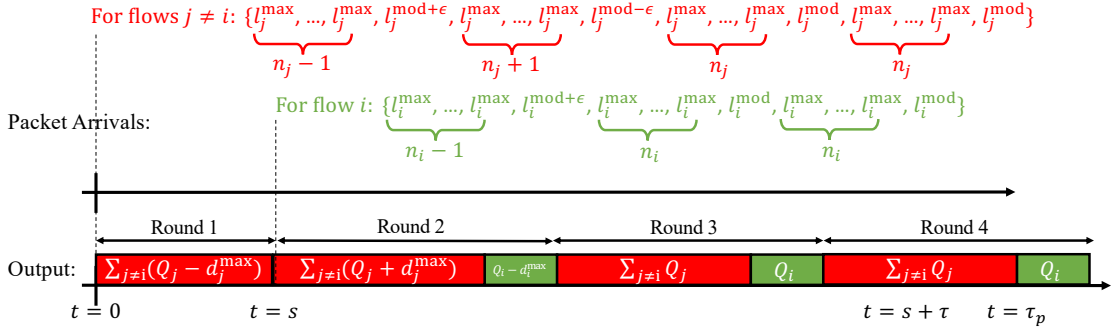 For flows j ≠ i: {l_j^max, ..., l_j^max, l_j^mod+ϵ, l_j^max, ..., l_j^max, l_j^mod−ϵ, l_j^max, ..., l_j^max, l_j^mod, l_j^max, ..., l_j^max, l_j^mod}
n_j − 1 n_j + 1 n_j n_j
For flow i: {l_i^max, ..., l_i^max, l_i^mod+ϵ, l_i^max, ..., l_i^max, l_i^mod, l_i^max, ..., l_i^max, l_i^mod}
Packet Arrivals:
n_i − 1 n_i n_i
Round 1 Round 2 Round 3 Round 4
Output: ∑_j≠i(Q_j − d_j^max) ∑_j≠i(Q_j + d_j^max) Q_i − d_i^max ∑_j≠i Q_j Q_i ∑_j≠i Q_j Q_i
t = 0 t = s t = s + τ t = τ_p